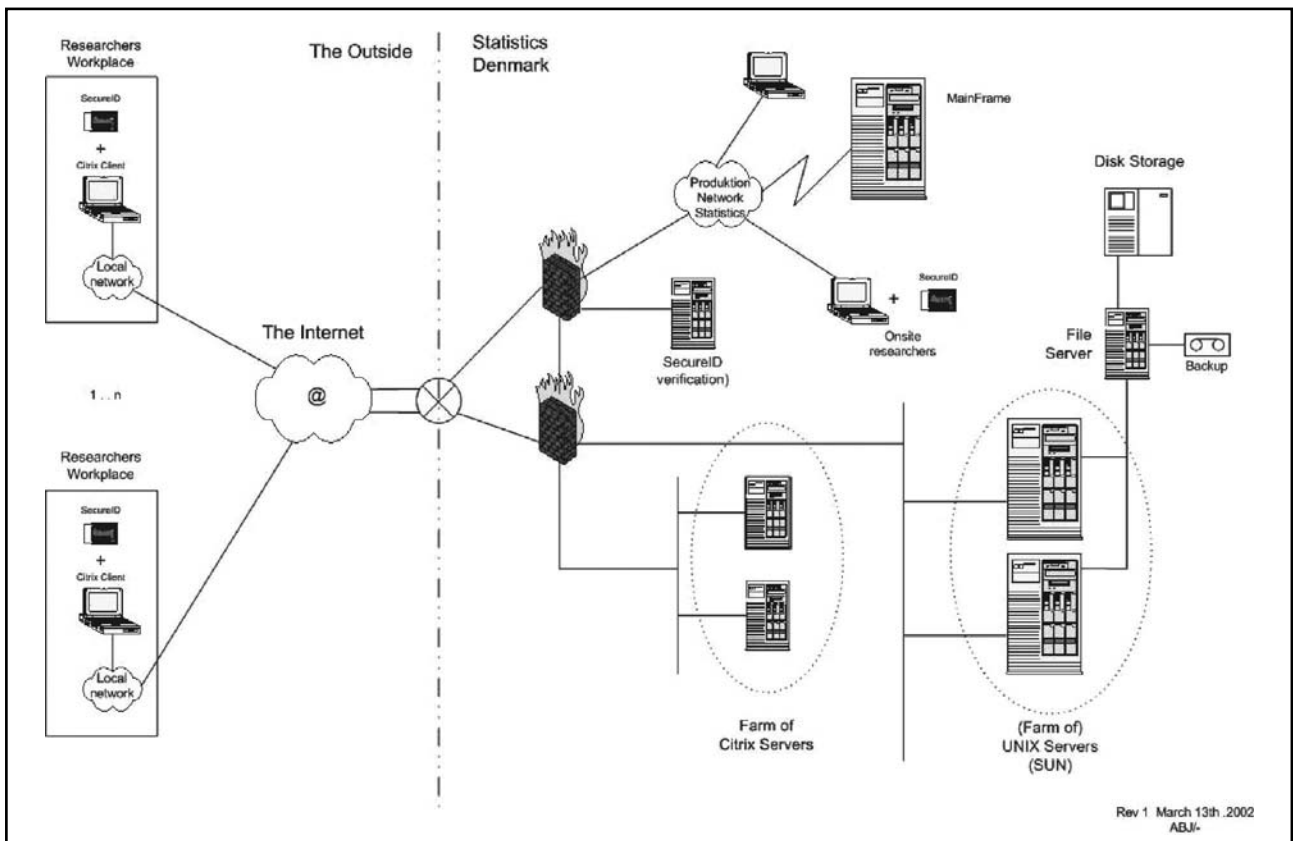 Researchers
Workplace
SecureID
+
Citrix Client
Local
network
1 . . n
Researchers
Workplace
SecureID
+
Citrix Client
Local
network
The Outside
The Internet
@
Statistics
Denmark
MainFrame
Produktion
Network
Statistics
SecureID
+
Onsite
researchers
SecureID
verification)
Disk Storage
File
Server
Backup
Farm of
Citrix Servers
(Farm of)
UNIX Servers
(SUN)
Rev 1 March 13th .2002
ABJ/-